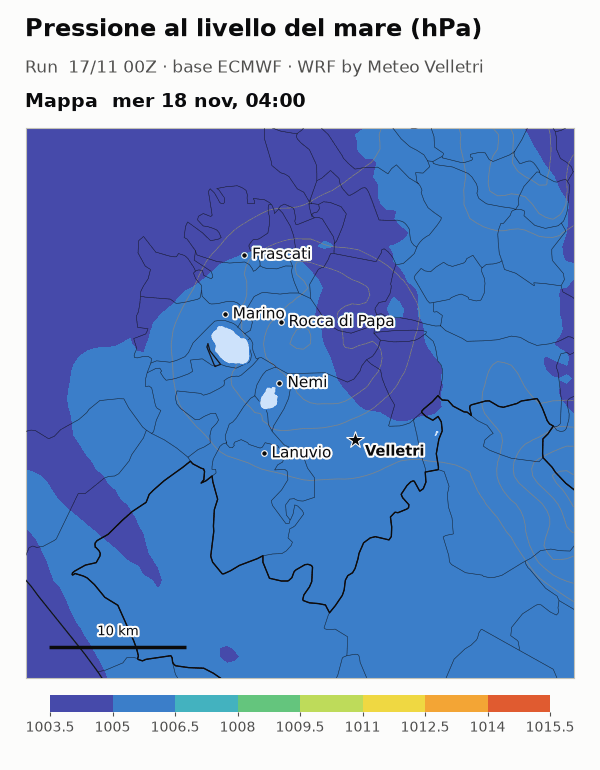 Pressione al livello del mare (hPa)
Run  17/11 00Z · base ECMWF · WRF by Meteo Velletri
Mappa  mer 18 nov, 04:00
Frascati
Marino
Rocca di Papa
Nemi
Velletri
Lanuvio
10 km
1003.5 1005 1006.5 1008 1009.5 1011 1012.5 1014 1015.5